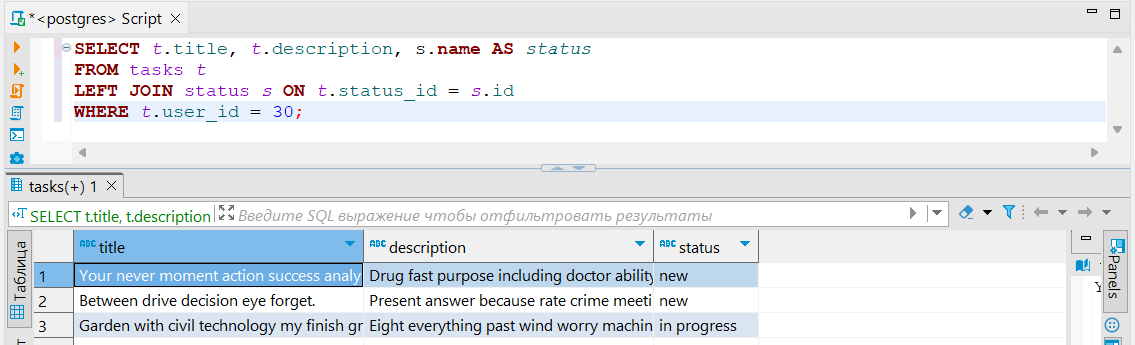 *<postgres> Script
SELECT t.title, t.description, s.name AS status
FROM tasks t
LEFT JOIN status s ON t.status_id = s.id
WHERE t.user_id = 30;
tasks(+) 1
SELECT t.title, t.description
Введите SQL выражение чтобы отфильтровать результаты
Таблица
ABC title ABC description ABC status
1 Your never moment action success analy Drug fast purpose including doctor ability new
2 Between drive decision eye forget. Present answer because rate crime meeti new
3 Garden with civil technology my finish gr Eight everything past wind worry machin in progress
Panels